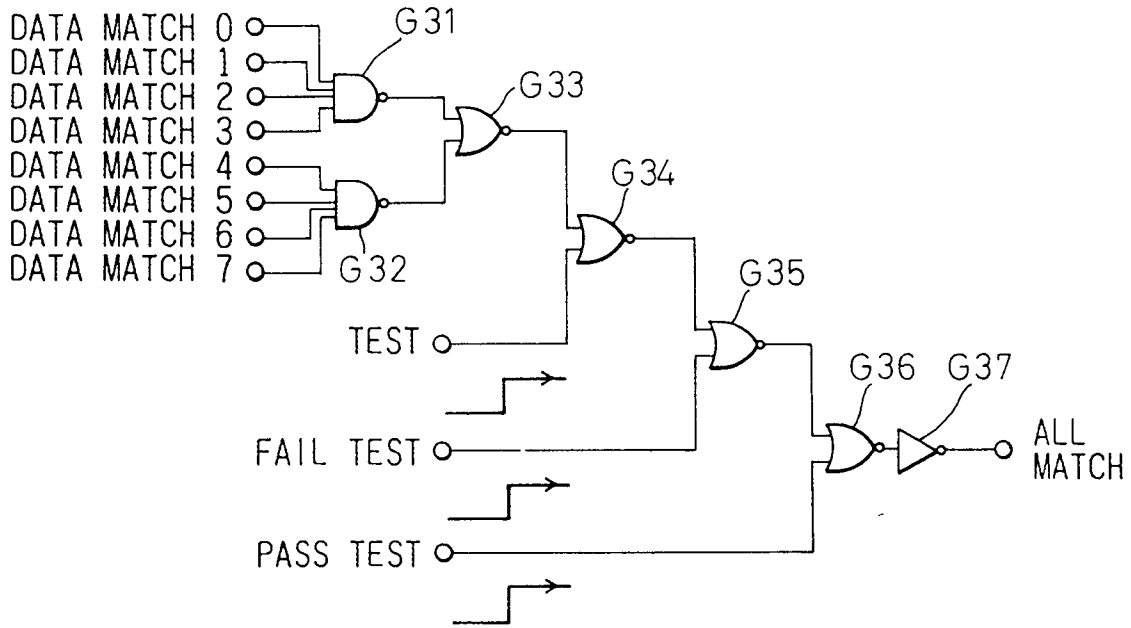 DATA MATCH 0
DATA MATCH 1
DATA MATCH 2
DATA MATCH 3
DATA MATCH 4
DATA MATCH 5
DATA MATCH 6
DATA MATCH 7
G31
G32
G33
G34
TEST
G35
FAIL TEST
G36
G37
ALL
MATCH
PASS TEST